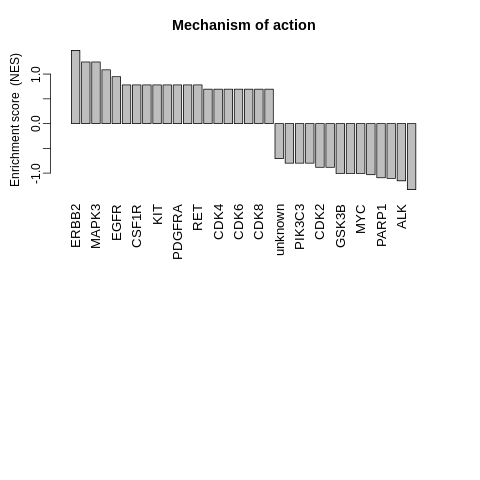 Mechanism of action
Enrichment score  (NES)
1.0
0.0
-1.0
ERBB2
MAPK3
EGFR
CSF1R
KIT
PDGFRA
RET
CDK4
CDK6
CDK8
unknown
PIK3C3
CDK2
GSK3B
MYC
PARP1
ALK